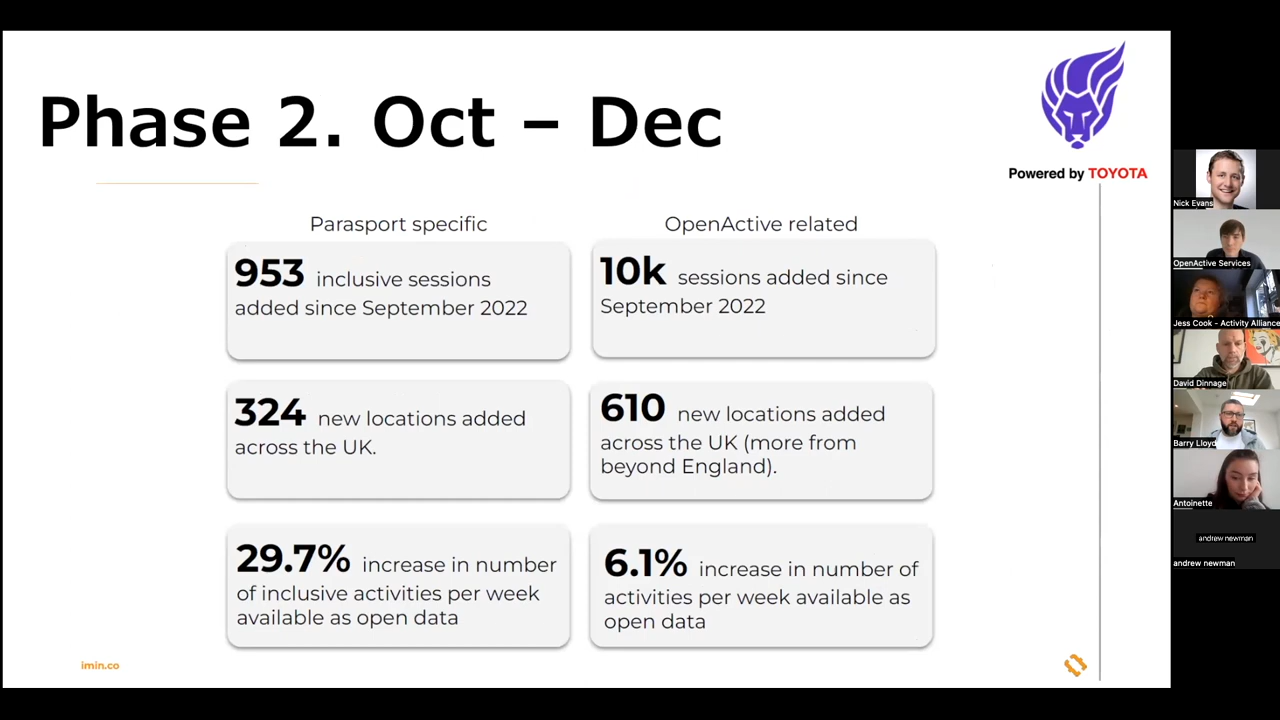 Phase 2. Oct – Dec
Powered by TOYOTA
Parasport specific
953 inclusive sessions
added since September 2022
324 new locations added
across the UK.
29.7% increase in number
of inclusive activities per week
available as open data
OpenActive related
10k sessions added since
September 2022
610 new locations added
across the UK (more from
beyond England).
6.1% increase in number of
activities per week available as
open data
imin.co
Nick Evans
OpenActive Services
Jess Cook - Activity Alliance
David Dinnage
Barry Lloyd
Antoinette
andrew newman
andrew newman